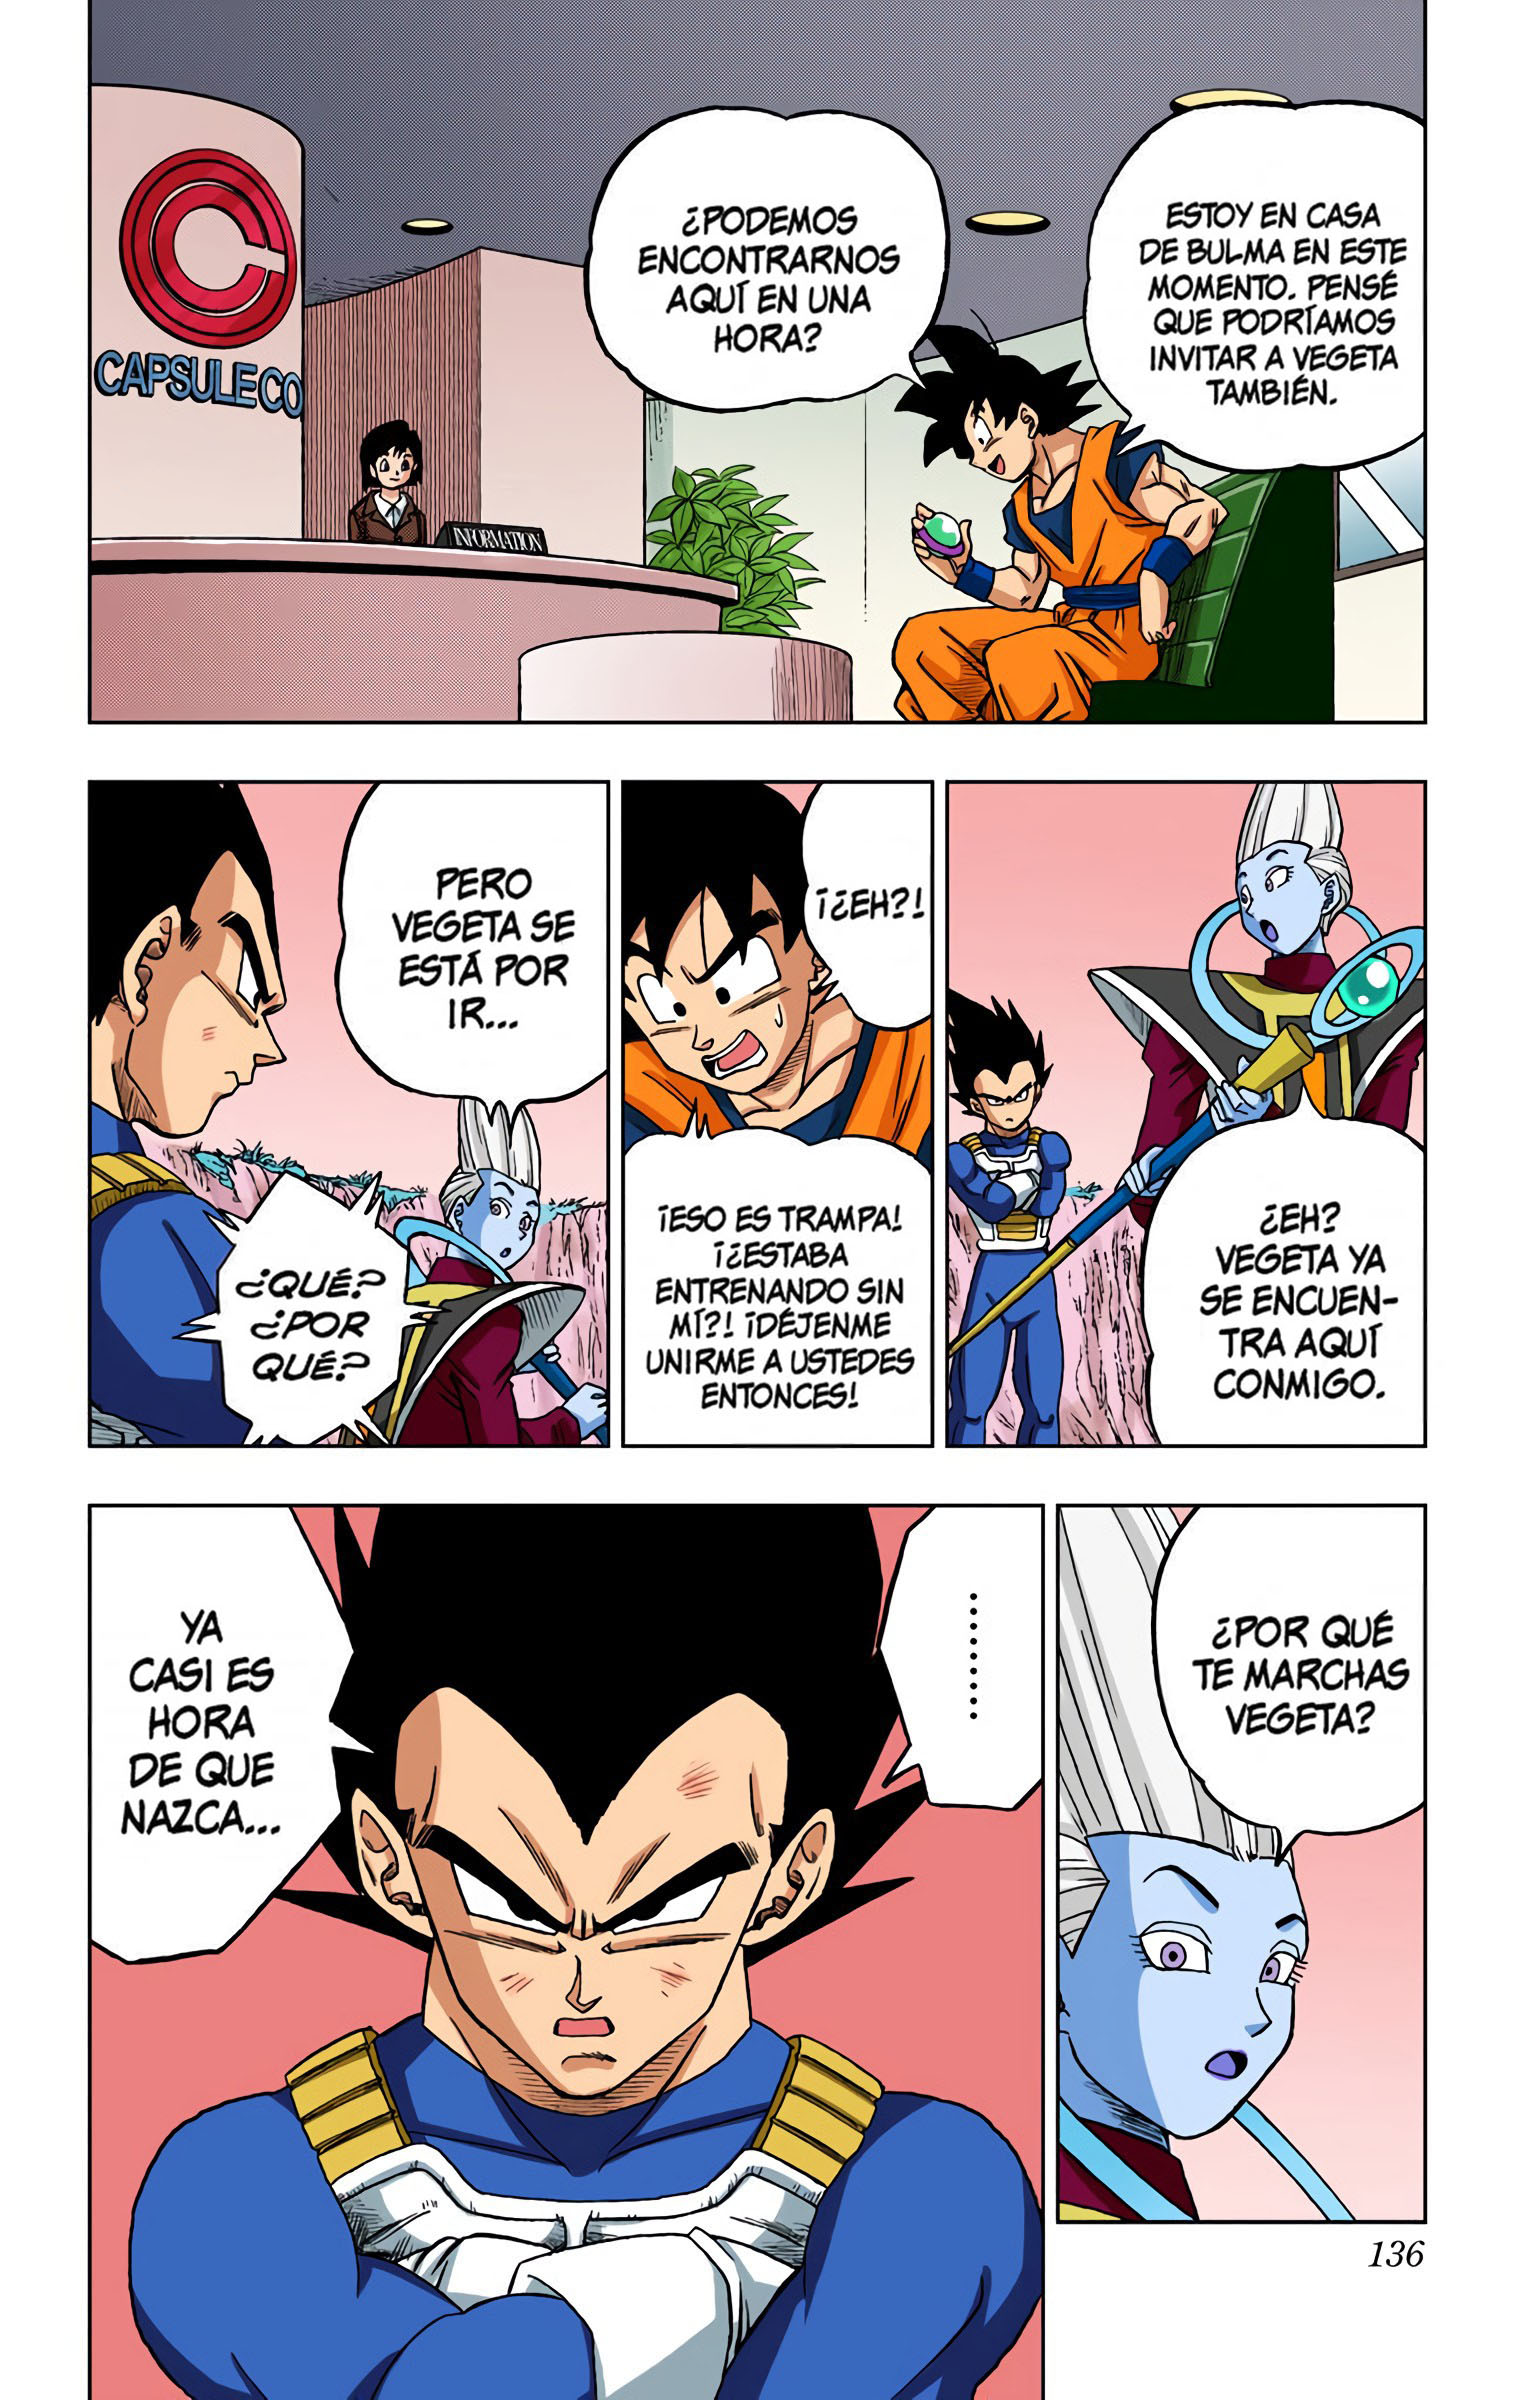 ESTOY EN CASA
DE BULMA EN ESTE
MOMENTO. PENSÉ
QUE PODRÍAMOS
INVITAR A VEGETA
TAMBIÉN.
¿PODEMOS
ENCONTRARNOS
AQUÍ EN UNA
HORA?
CAPSULE CO
INFORMATION
¿EH?
VEGETA YA
SE ENCUEN-
TRA AQUÍ
CONMIGO.
¡¿EH?!
¡ESO ES TRAMPA!
¡¿ESTABA
ENTRENANDO SIN
MÍ?! ¡DÉJENME
UNIRME A USTEDES
ENTONCES!
PERO
VEGETA SE
ESTÁ POR
IR...
¿QUÉ?
¿POR
QUÉ?
¿POR QUÉ
TE MARCHAS
VEGETA?
.........
YA
CASI ES
HORA
DE QUE
NAZCA...
136